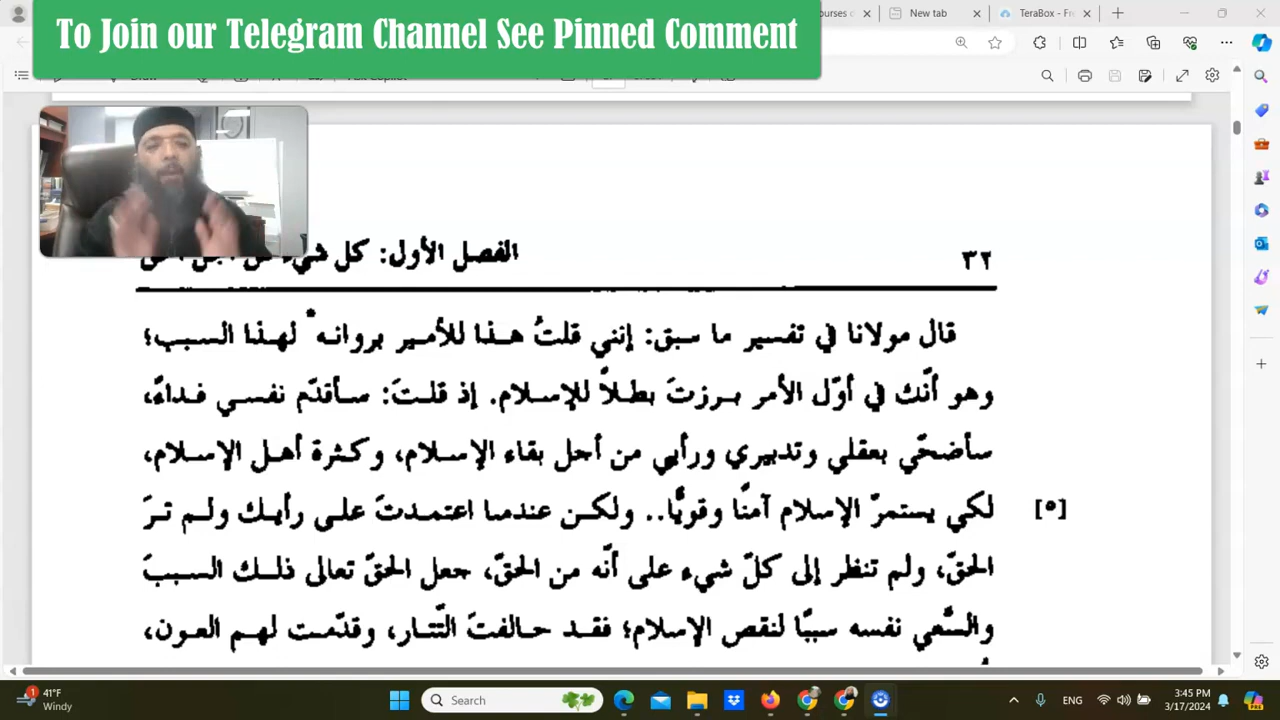 To Join our Telegram Channel See Pinned Comment
ourses
New tab
TeraBox - Fr
٣٢
الفصل الأول: كل شيء
قال مولانا في تفسير ما سبق: إنني قلتُ هذا للأمير بروانه* لهذا السبب؛
وهو أنّك في أوّل الأمر برزتَ بطلاً للإسلام. إذ قلتَ: سأقدّم نفسي فداءً،
سأضحّي بعقلي وتدبيري ورأيي من أجل بقاء الإسلام، وكثرة أهل الإسلام،
لكي يستمرّ الإسلام آمنًا وقويًّا.. ولكن عندما اعتمدتَ على رأيك ولم ترَ
[٥]
الحقّ، ولم تنظر إلى كلّ شيء على أنّه من الحقّ، جعل الحقّ تعالى ذلك السببَ
والسَّعي نفسه سببًا لنقص الإسلام؛ فقد حالفتَ التّتار، وقدّمت لهم العون،
41°F
Windy
1
Search
ENG
3:45 PM
3/17/2024